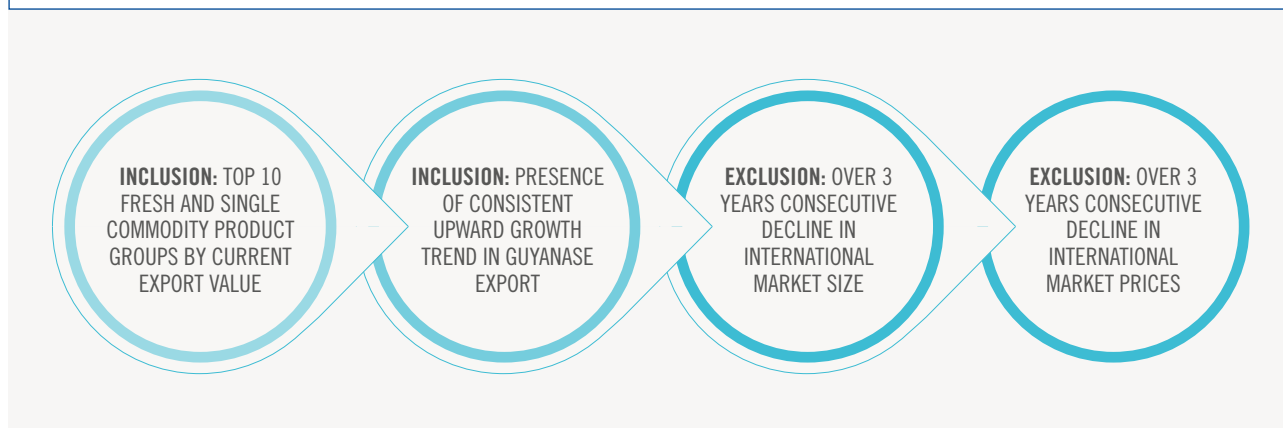 INCLUSION: TOP 10
FRESH AND SINGLE
COMMODITY PRODUCT
GROUPS BY CURRENT
EXPORT VALUE
INCLUSION: PRESENCE
OF CONSISTENT
UPWARD GROWTH
TREND IN GUYANASE
EXPORT
EXCLUSION: OVER 3
YEARS CONSECUTIVE
DECLINE IN
INTERNATIONAL
MARKET SIZE
EXCLUSION: OVER 3
YEARS CONSECUTIVE
DECLINE IN
INTERNATIONAL
MARKET PRICES